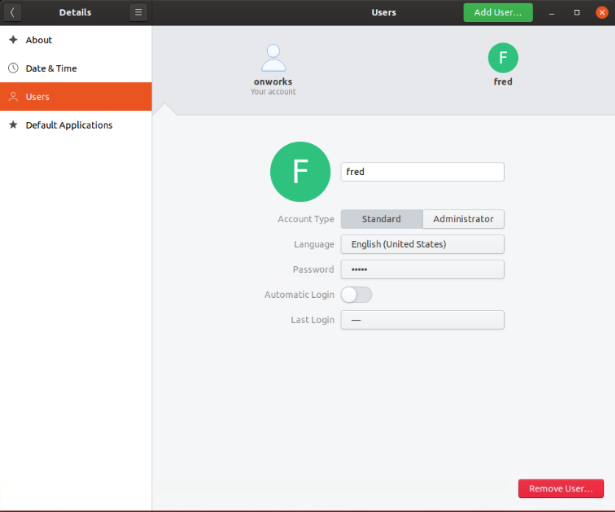 Details
Users
Add User...
About
Date & Time
Users
Default Applications
onworks
Your account
F
fred
F
fred
Account Type
Standard
Administrator
Language
English (United States)
Password
•••••
Automatic Login
Last Login
—
Remove User...